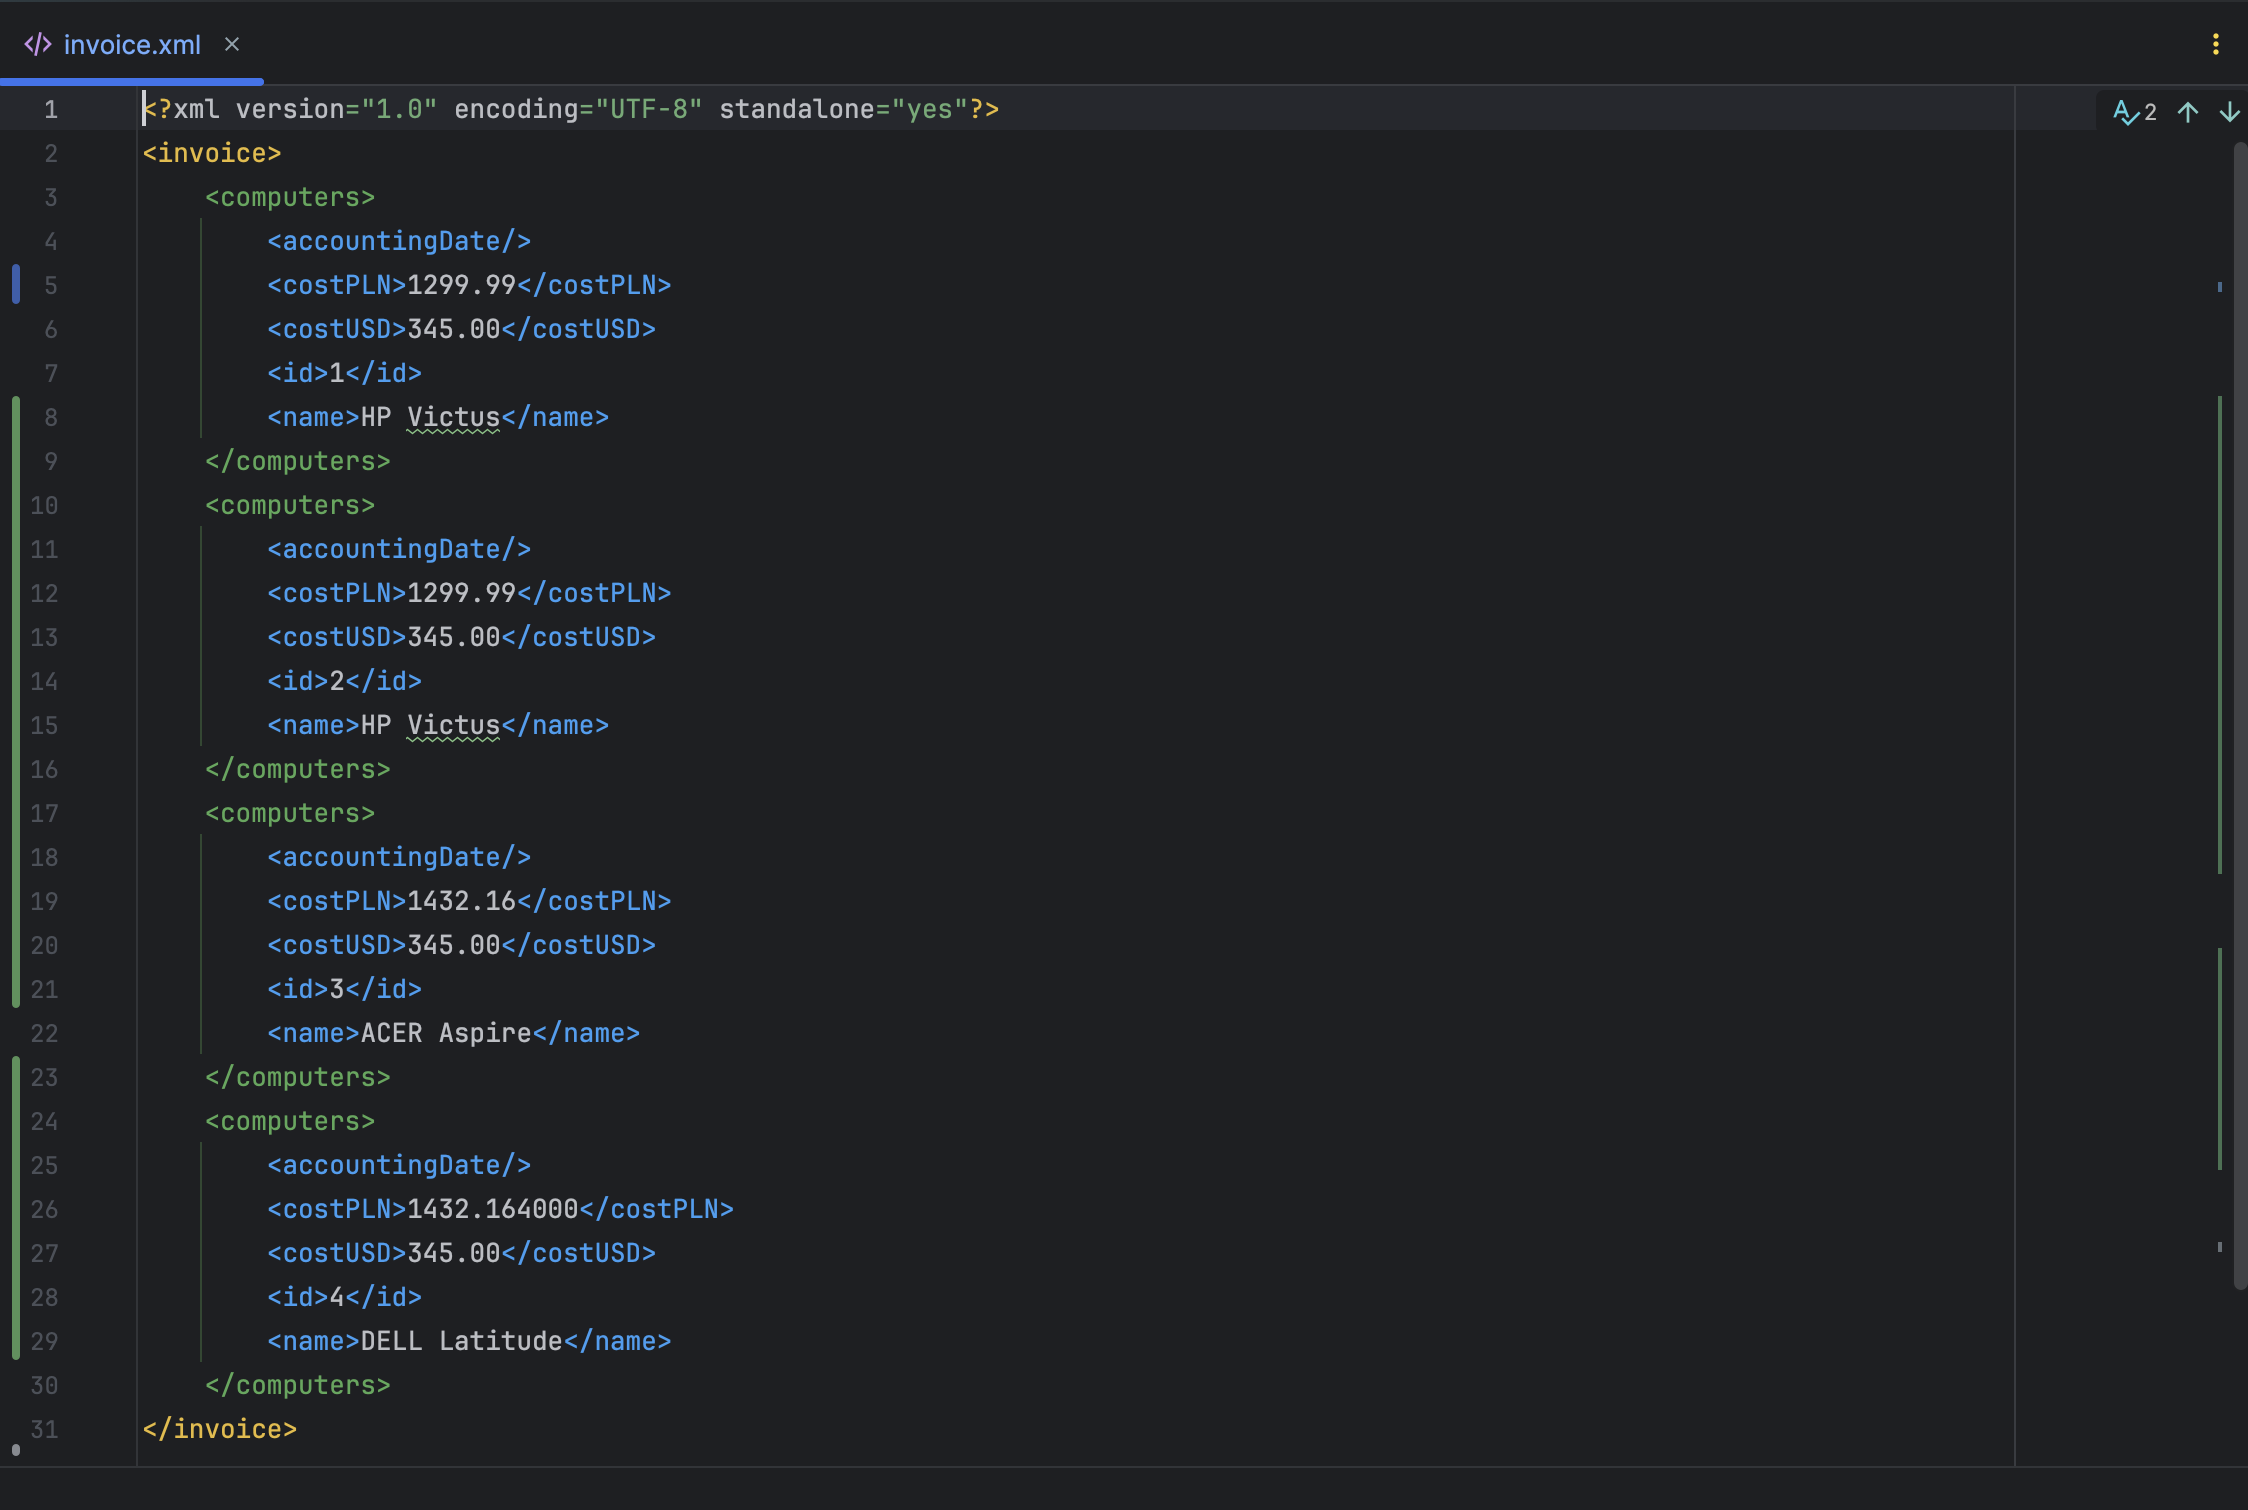 invoice.xml
2
1 <?xml version="1.0" encoding="UTF-8" standalone="yes"?>
2 <invoice>
3 <computers>
4 <accountingDate/>
5 <costPLN>1299.99</costPLN>
6 <costUSD>345.00</costUSD>
7 <id>1</id>
8 <name>HP Victus</name>
9 </computers>
10 <computers>
11 <accountingDate/>
12 <costPLN>1299.99</costPLN>
13 <costUSD>345.00</costUSD>
14 <id>2</id>
15 <name>HP Victus</name>
16 </computers>
17 <computers>
18 <accountingDate/>
19 <costPLN>1432.16</costPLN>
20 <costUSD>345.00</costUSD>
21 <id>3</id>
22 <name>ACER Aspire</name>
23 </computers>
24 <computers>
25 <accountingDate/>
26 <costPLN>1432.164000</costPLN>
27 <costUSD>345.00</costUSD>
28 <id>4</id>
29 <name>DELL Latitude</name>
30 </computers>
31 </invoice>